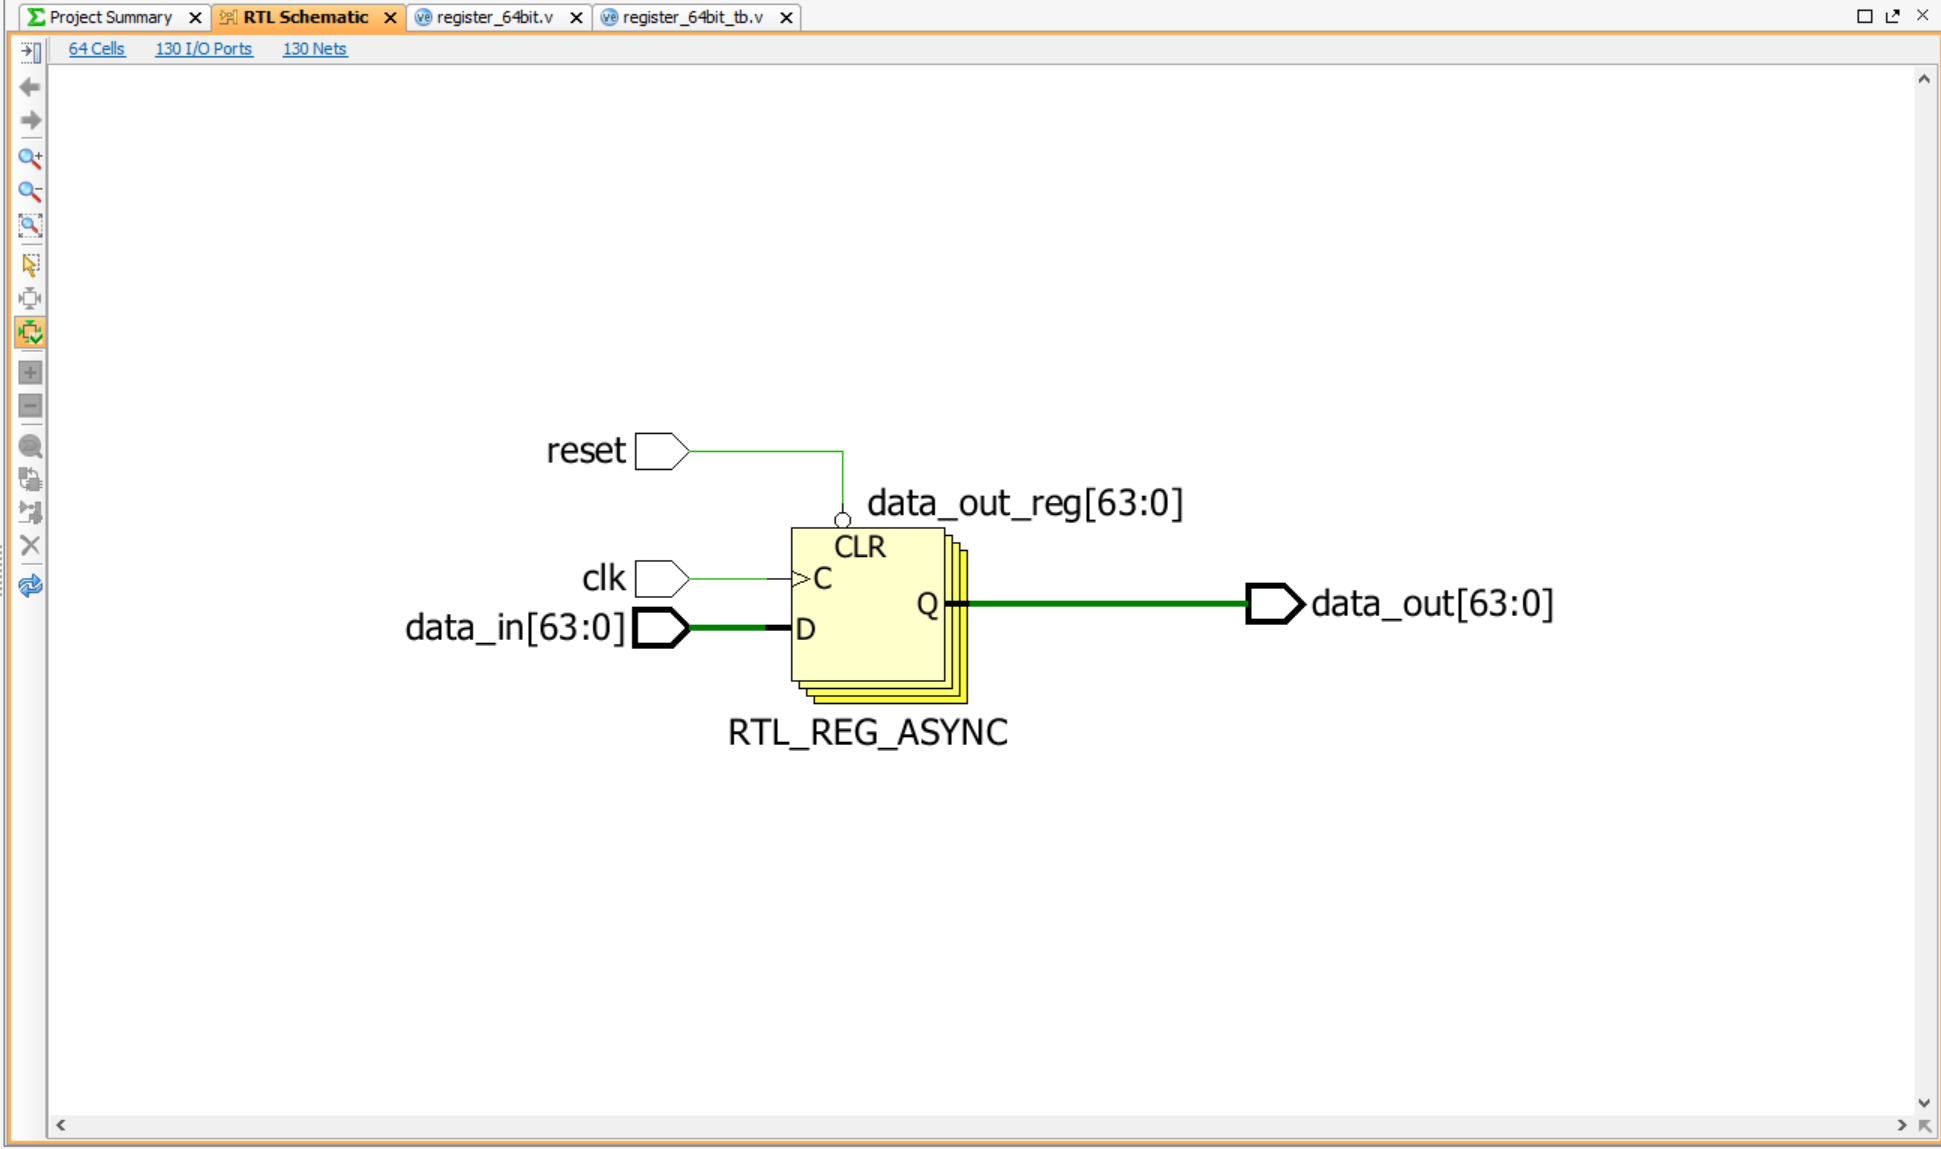 Project Summary RTL Schematic register_64bit.v register_64bit_tb.v
64 Cells 130 I/O Ports 130 Nets
reset
data_out_reg[63:0]
CLR
clk C
Q data_out[63:0]
data_in[63:0] D
RTL_REG_ASYNC